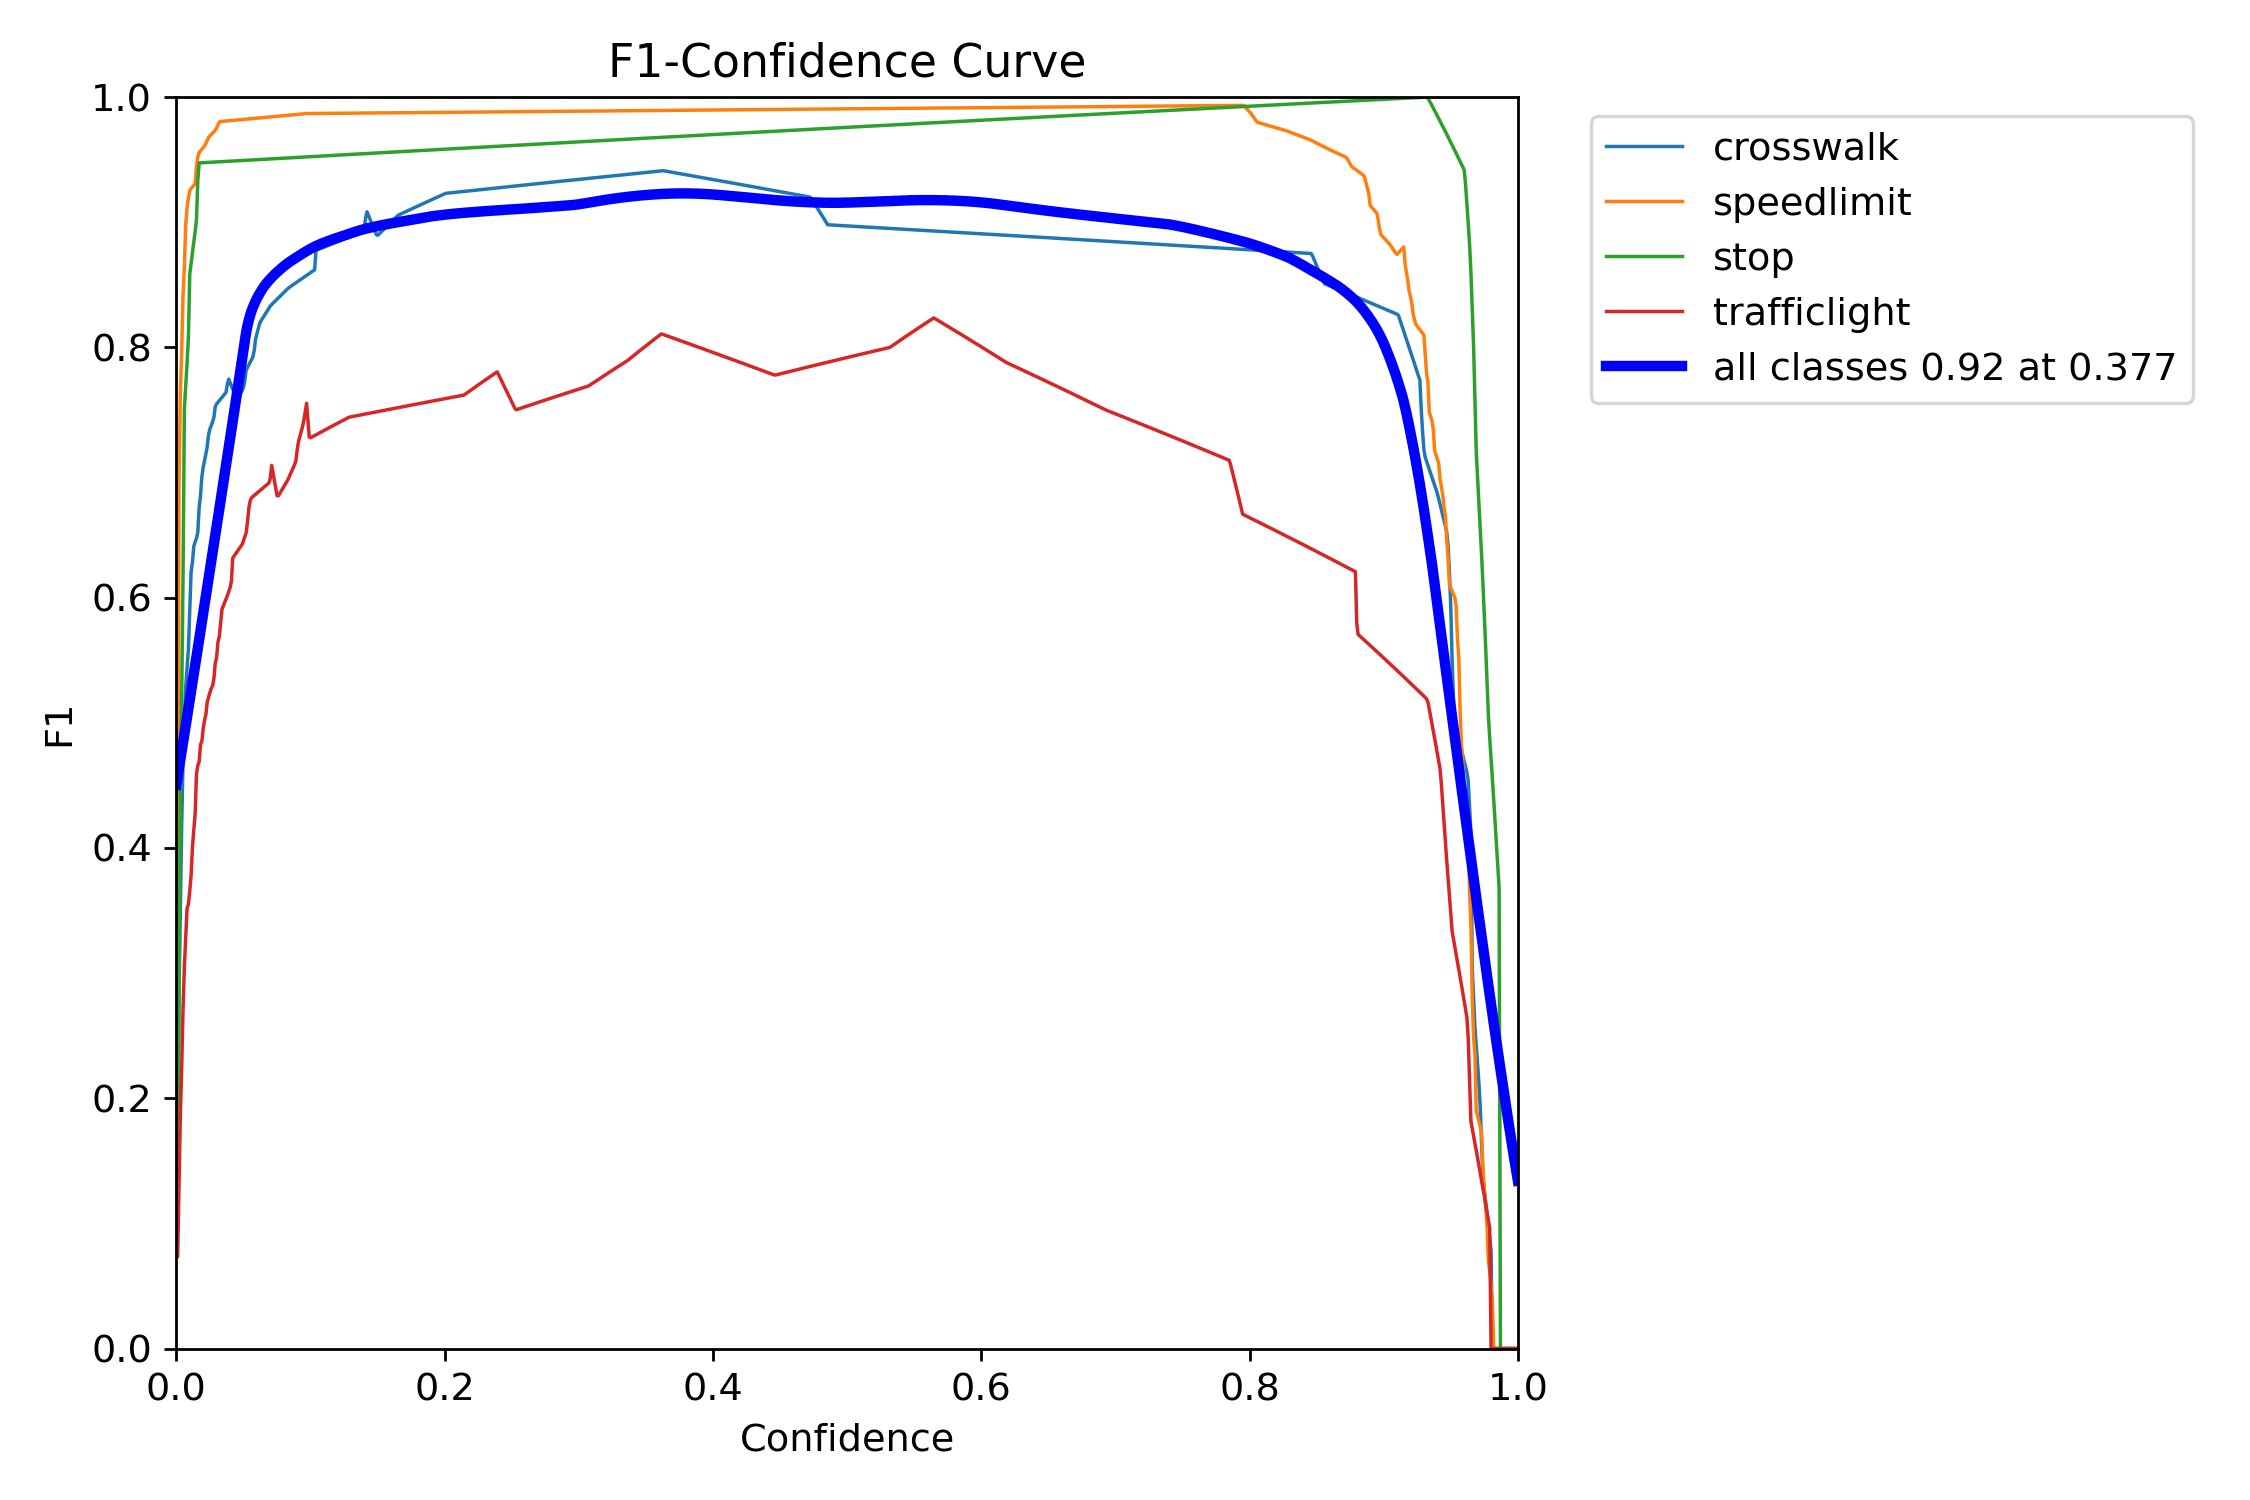 F1-Confidence Curve
1.0
0.8
0.6
0.4
0.2
0.0
F1
0.0 0.2 0.4 0.6 0.8 1.0
Confidence
crosswalk
speedlimit
stop
trafficlight
all classes 0.92 at 0.377